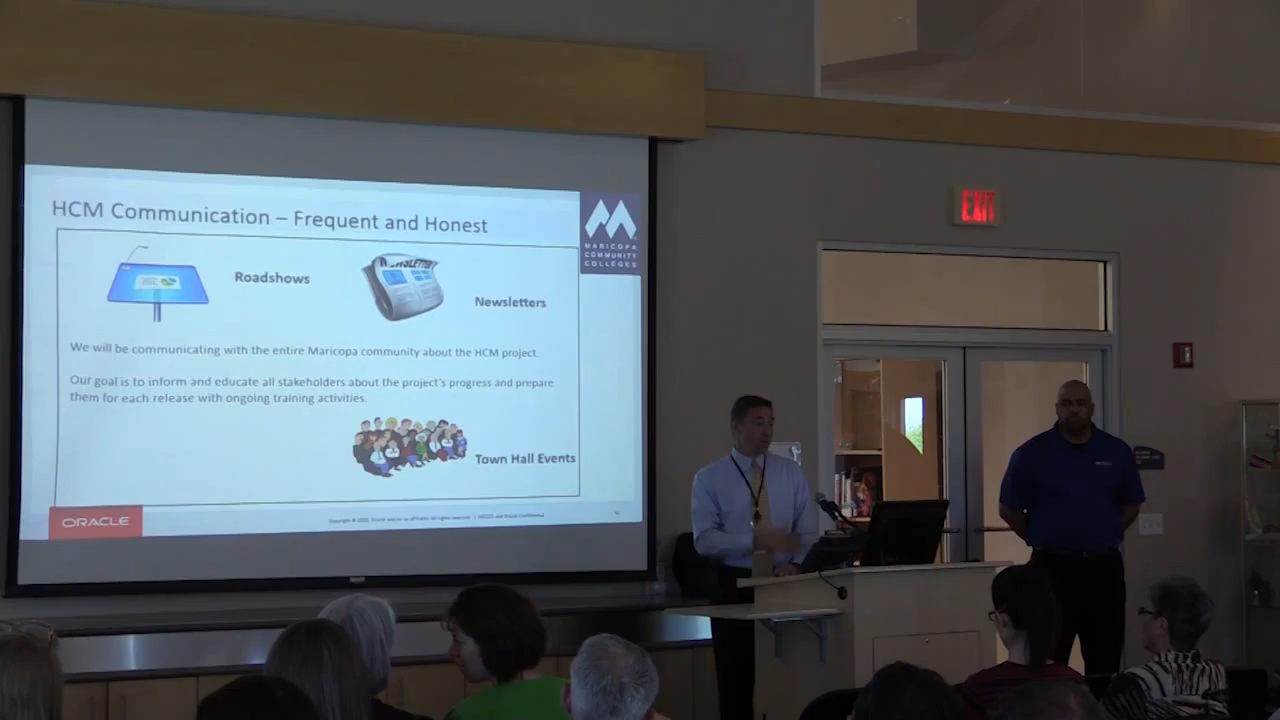 HCM Communication – Frequent and Honest
MARICOPA
COMMUNITY
COLLEGES
Roadshows
NEWSLETTER
Newsletters
We will be communicating with the entire Maricopa community about the HCM project.
Our goal is to inform and educate all stakeholders about the project's progress and prepare
them for each release with ongoing training activities.
Town Hall Events
ORACLE
EXIT